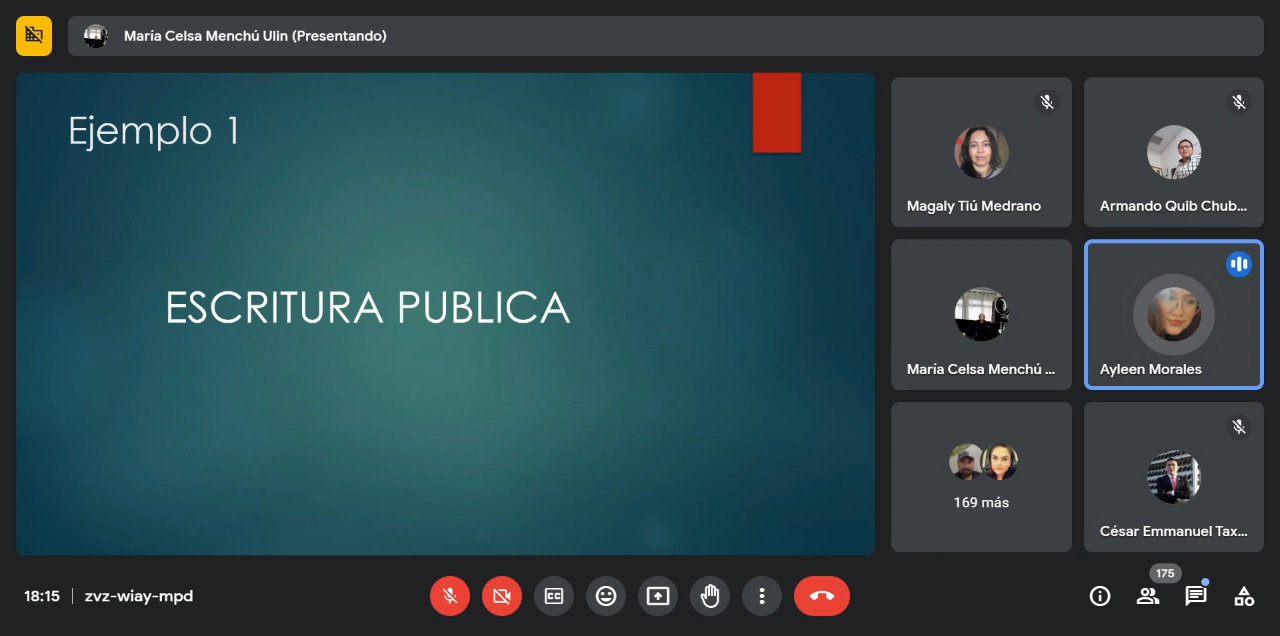 María Celsa Menchú Ulin (Presentando)
Ejemplo 1
ESCRITURA PUBLICA
Magaly Tiú Medrano
Armando Quib Chub...
María Celsa Menchú ...
Ayleen Morales
169 más
César Emmanuel Tax...
18:15 | zvz-wiay-mpd
CC
175